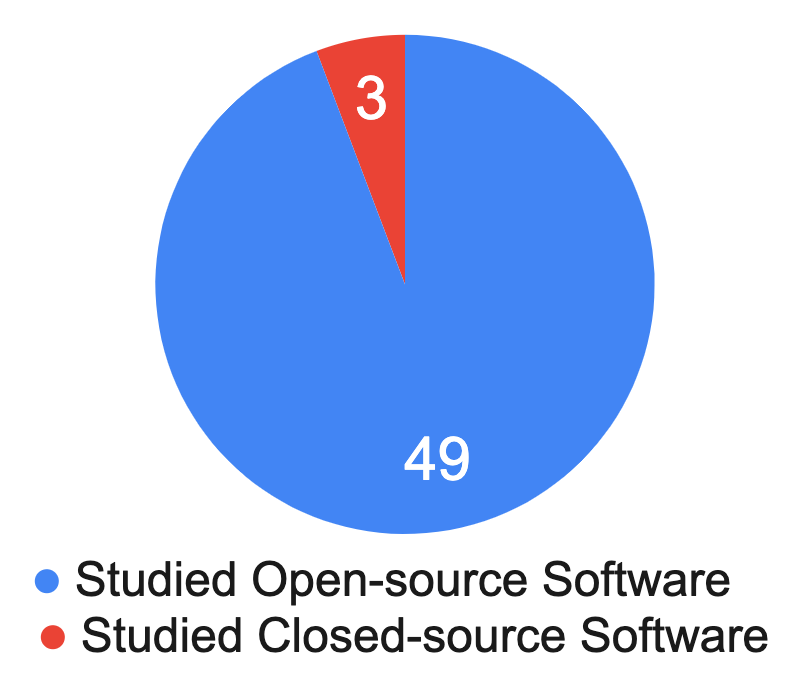 3
49
Studied Open-source Software
Studied Closed-source Software